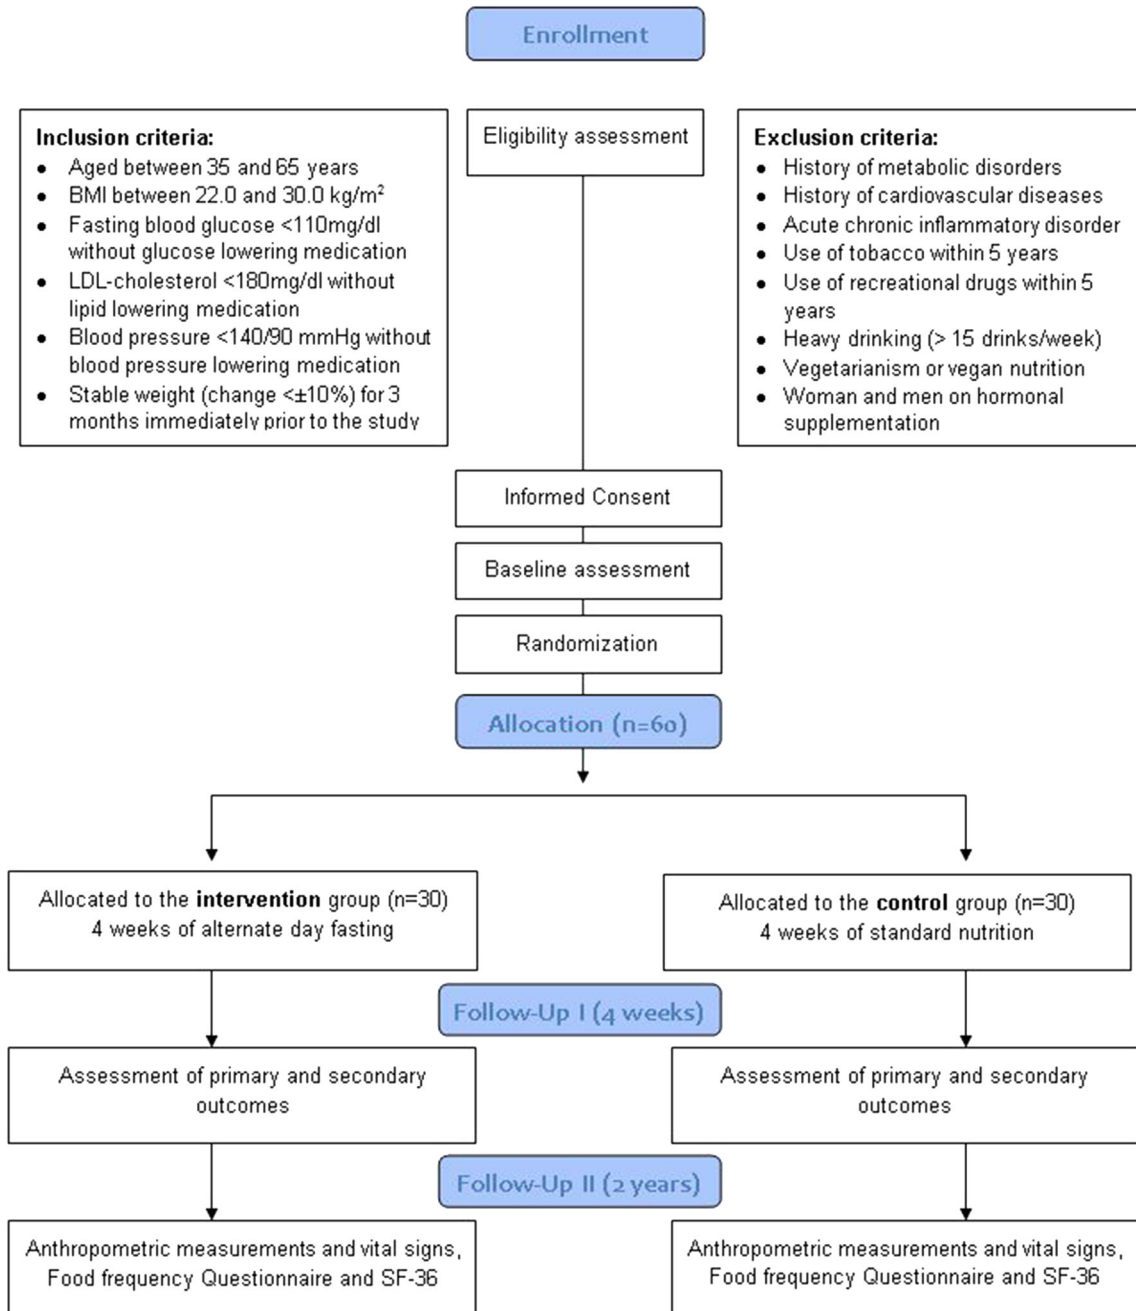 Enrollment
Inclusion criteria:
● Aged between 35 and 65 years
● BMI between 22.0 and 30.0 kg/m²
● Fasting blood glucose <110mg/dl
without glucose lowering medication
● LDL-cholesterol <180mg/dl without
lipid lowering medication
● Blood pressure <140/90 mmHg without
blood pressure lowering medication
● Stable weight (change <±10%) for 3
months immediately prior to the study
Eligibility assessment
Exclusion criteria:
● History of metabolic disorders
● History of cardiovascular diseases
● Acute chronic inflammatory disorder
● Use of tobacco within 5 years
● Use of recreational drugs within 5
years
● Heavy drinking (> 15 drinks/week)
● Vegetarianism or vegan nutrition
● Woman and men on hormonal
supplementation
Informed Consent
Baseline assessment
Randomization
Allocation (n=60)
Allocated to the intervention group (n=30)
4 weeks of alternate day fasting
Allocated to the control group (n=30)
4 weeks of standard nutrition
Follow-Up I (4 weeks)
Assessment of primary and secondary
outcomes
Assessment of primary and secondary
outcomes
Follow-Up II (2 years)
Anthropometric measurements and vital signs,
Food frequency Questionnaire and SF-36
Anthropometric measurements and vital signs,
Food frequency Questionnaire and SF-36